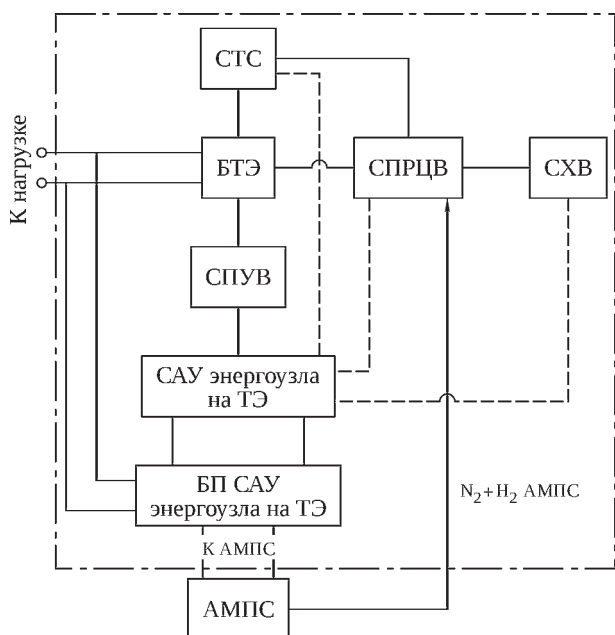 СТС
К нагрузке
БТЭ
СПРЦВ
СХВ
СПУВ
САУ энергоузла
на ТЭ
БП САУ
энергоузла на ТЭ
N2+H2 АМПС
К АМПС
АМПС